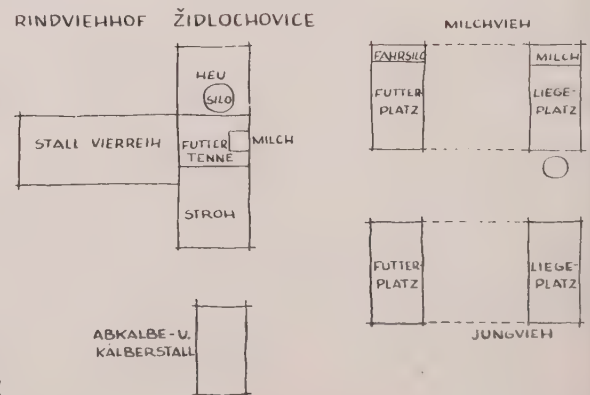 RINDVIEHHOF ŽIDLOCHOVICE
HEU
SILO
STALL VIERREIH
FUTTER
TENNE
MILCH
STROH
ABKALBE-U.
KÄLBERSTALL
MILCHVIEH
FAHRSILO
MILCH
FUTTER
PLATZ
LIEGE-
PLATZ
FUTTER
PLATZ
LIEGE-
PLATZ
JUNGVIEH